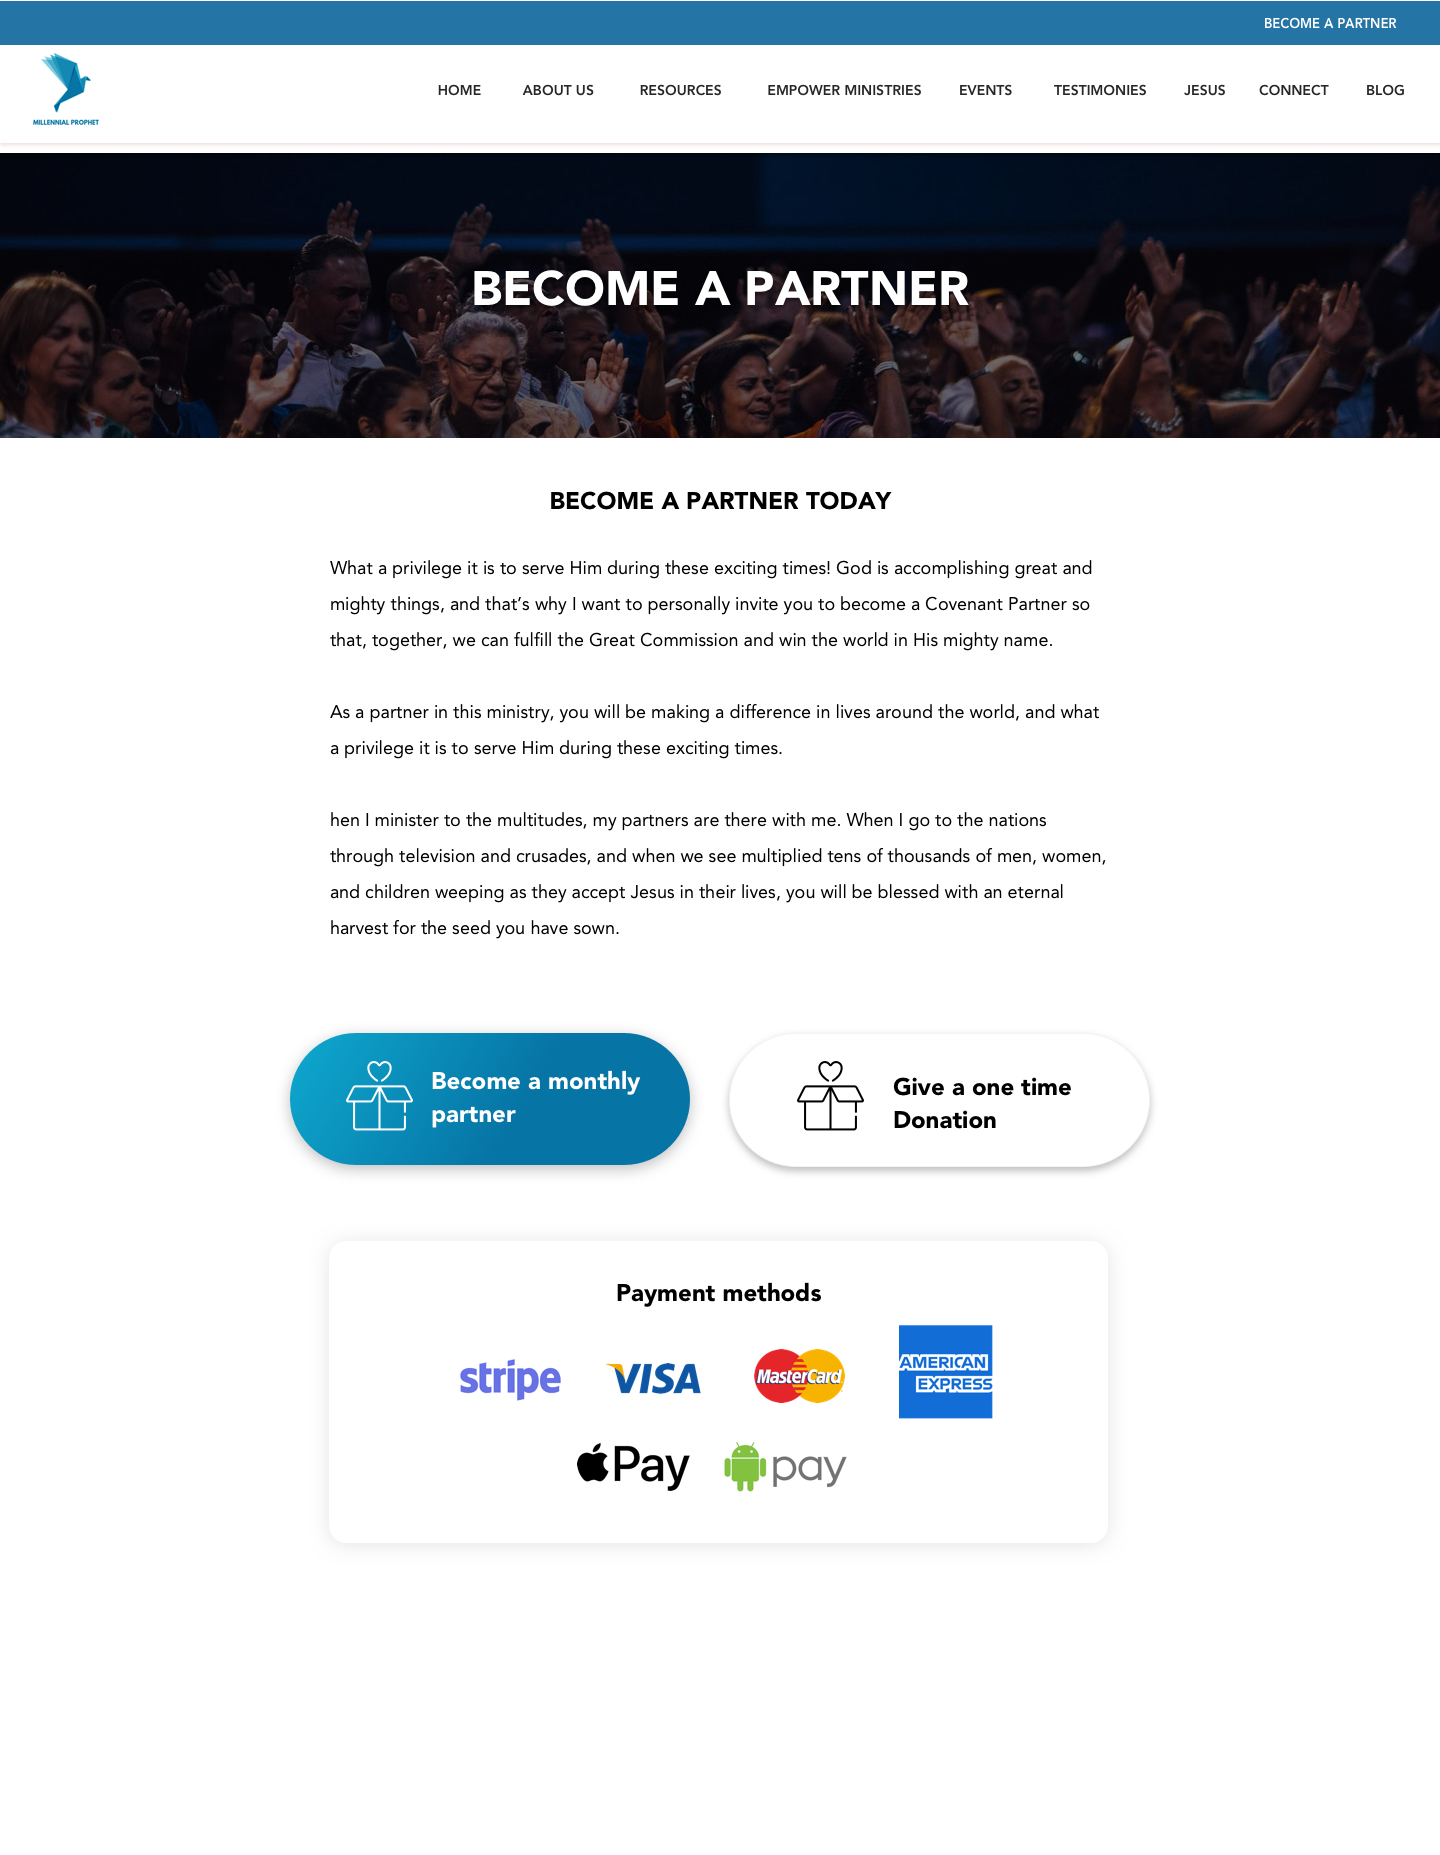 BECOME A PARTNER
MILLENNIAL PROPHET
HOME ABOUT US RESOURCES EMPOWER MINISTRIES EVENTS TESTIMONIES JESUS CONNECT BLOG
BECOME A PARTNER
BECOME A PARTNER TODAY
What a privilege it is to serve Him during these exciting times! God is accomplishing great and
mighty things, and that’s why I want to personally invite you to become a Covenant Partner so
that, together, we can fulfill the Great Commission and win the world in His mighty name.
As a partner in this ministry, you will be making a difference in lives around the world, and what
a privilege it is to serve Him during these exciting times.
hen I minister to the multitudes, my partners are there with me. When I go to the nations
through television and crusades, and when we see multiplied tens of thousands of men, women,
and children weeping as they accept Jesus in their lives, you will be blessed with an eternal
harvest for the seed you have sown.
Become a monthly
partner
Give a one time
Donation
Payment methods
stripe VISA MasterCard AMERICAN
EXPRESS
Pay pay